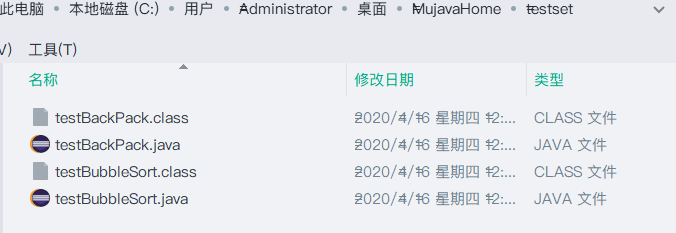 此电脑 本地磁盘 (C:) 用户 Administrator 桌面 MujavaHome testset
V) 工具(T)
名称 修改日期 类型
testBackPack.class 2020/4/16 星期四 12:... CLASS 文件
testBackPack.java 2020/4/16 星期四 12:... JAVA 文件
testBubbleSort.class 2020/4/16 星期四 12:... CLASS 文件
testBubbleSort.java 2020/4/16 星期四 12:... JAVA 文件